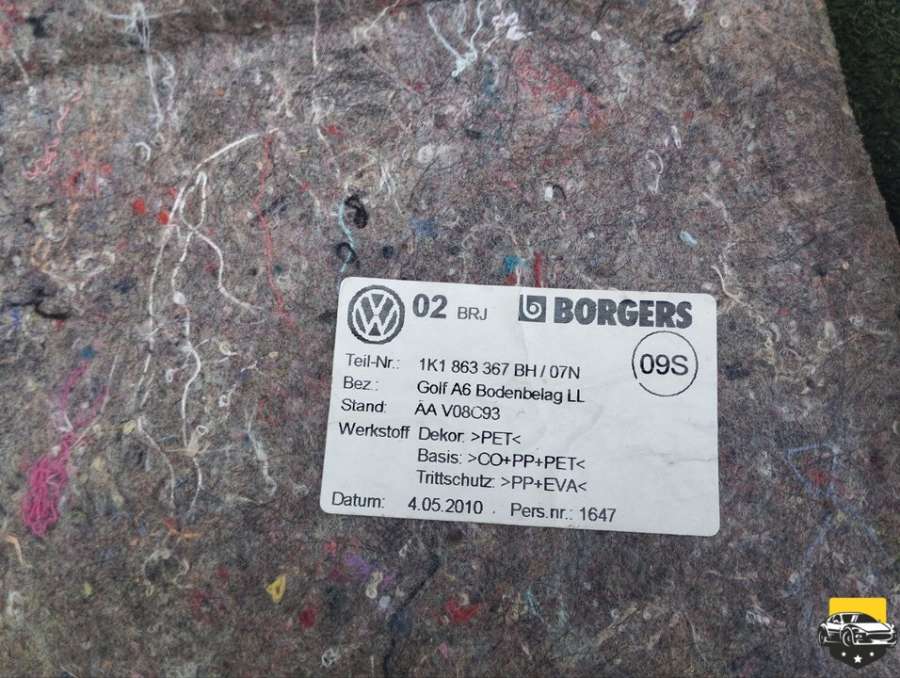 VW 02 BRJ BORGERS
Teil-Nr.: 1K1 863 367 BH / 07N 09S
Bez.: Golf A6 Bodenbelag LL
Stand: ÄA V08C93
Werkstoff Dekor: >PET<
Basis: >CO+PP+PET<
Trittschutz: >PP+EVA<
Datum: 4.05.2010 Pers.nr.: 1647